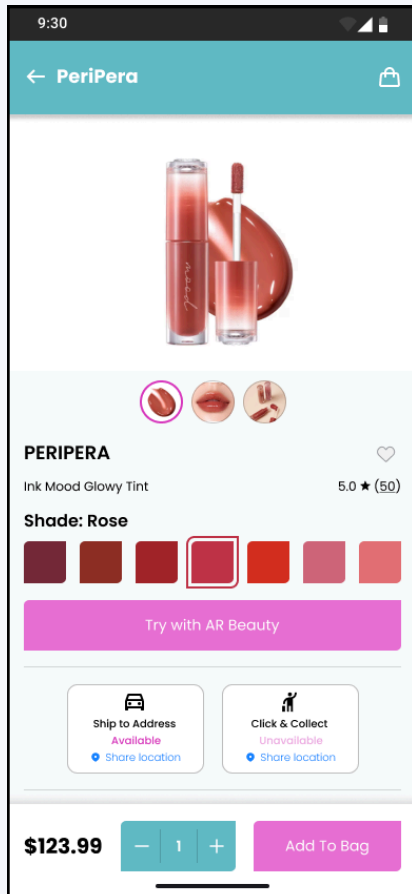 9:30
PeriPera
mood
PERIPERA
Ink Mood Glowy Tint
5.0 ★ (50)
Shade: Rose
Try with AR Beauty
Ship to Address
Available
Share location
Click & Collect
Unavailable
Share location
$123.99
1
Add To Bag